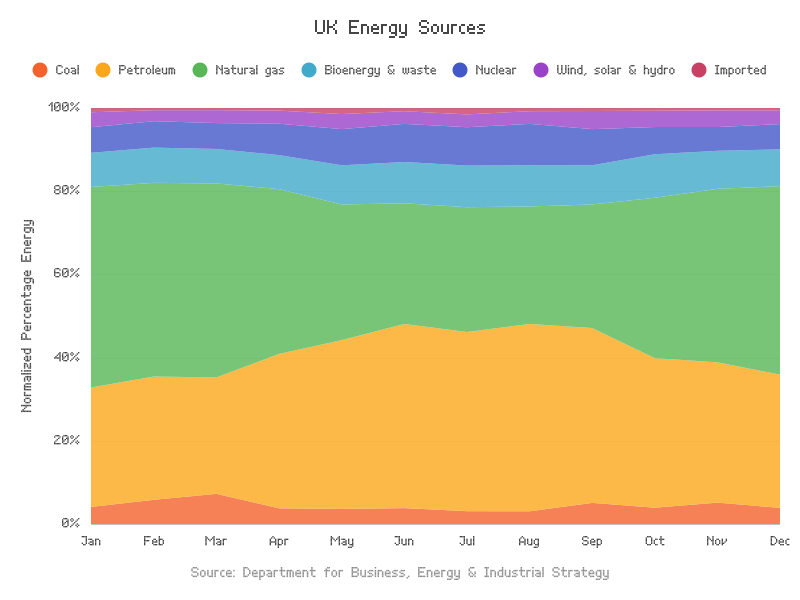 UK Energy Sources
Coal Petroleum Natural gas Bioenergy & waste Nuclear Wind, solar & hydro Imported
100%
80%
60%
40%
20%
0%
Normalized Percentage Energy
Jan Feb Mar Apr May Jun Jul Aug Sep Oct Nov Dec
Source: Department for Business, Energy & Industrial Strategy